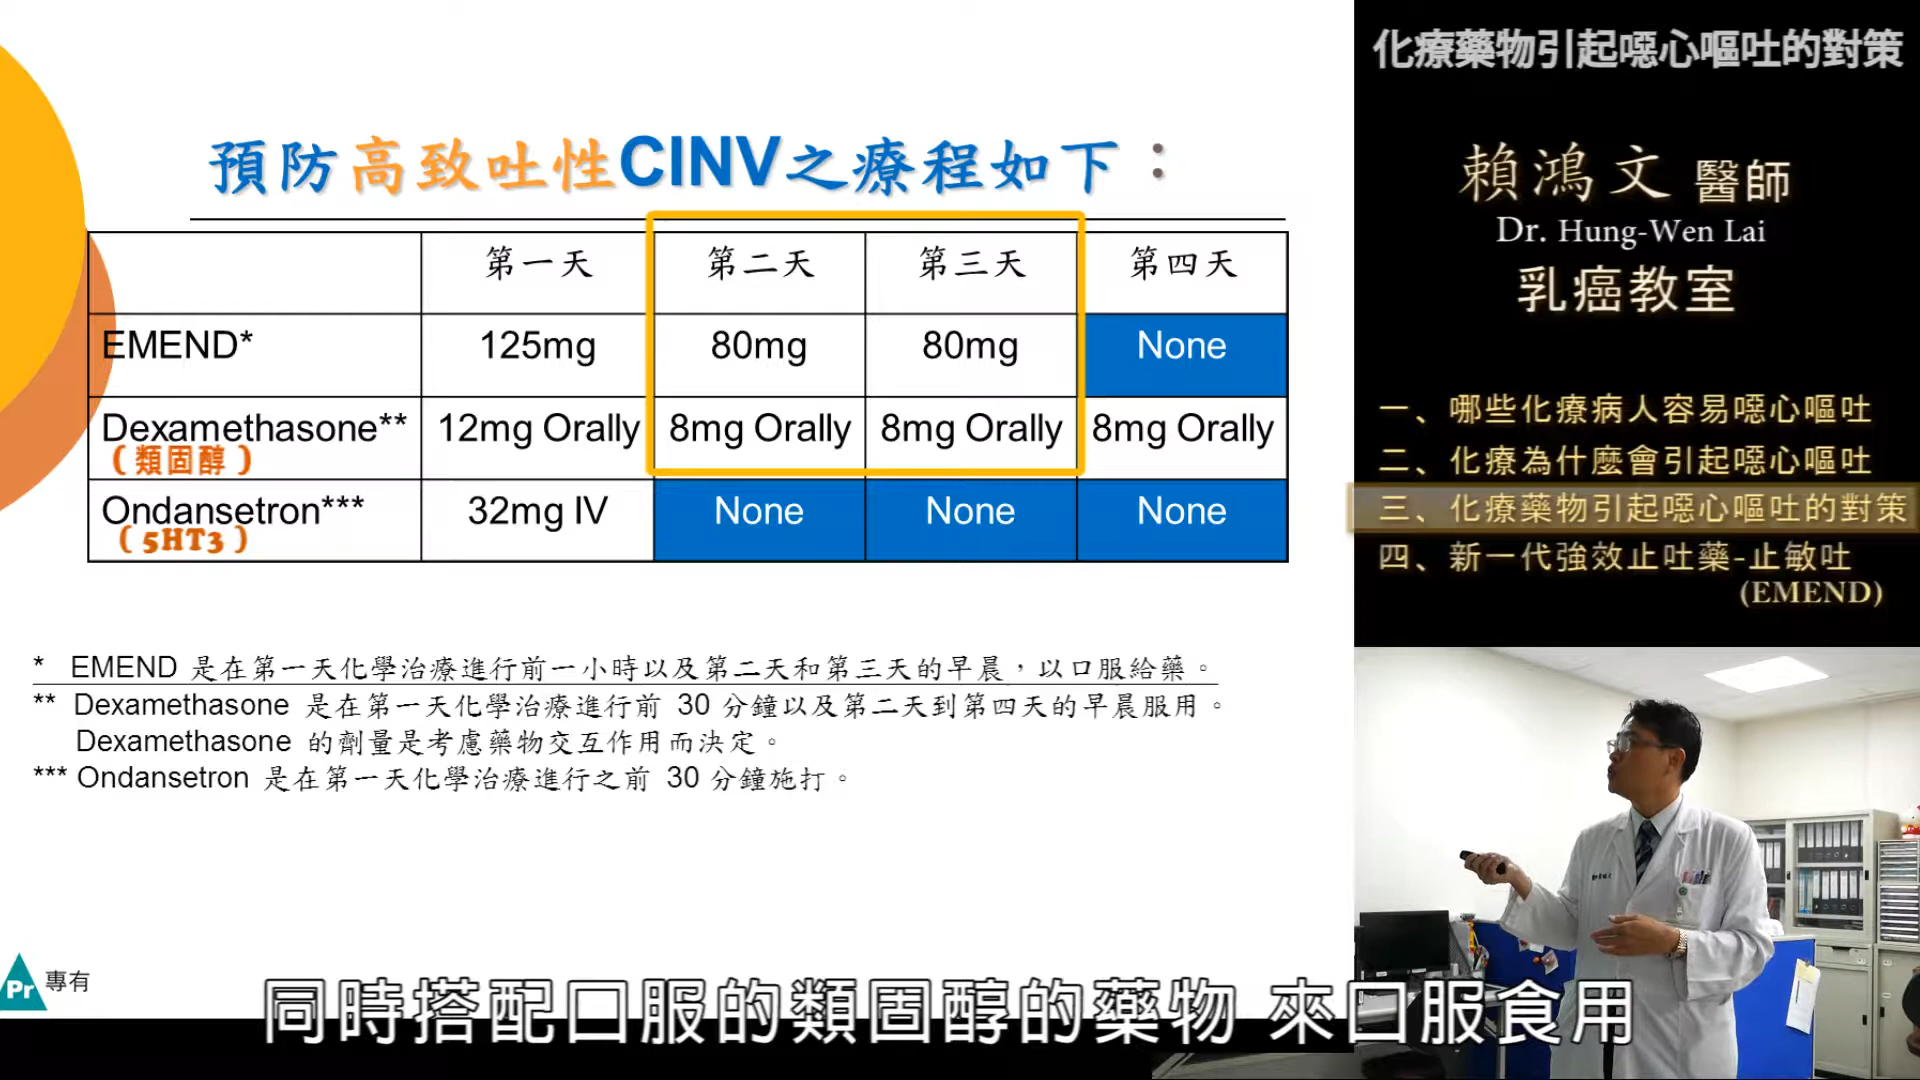 預防高致吐性CINV之療程如下：
第一天 第二天 第三天 第四天
EMEND* 125mg 80mg 80mg None
Dexamethasone** 12mg Orally 8mg Orally 8mg Orally 8mg Orally
（類固醇）
Ondansetron*** 32mg IV None None None
（5HT3）
* EMEND 是在第一天化學治療進行前一小時以及第二天和第三天的早晨，以口服給藥。
** Dexamethasone 是在第一天化學治療進行前 30 分鐘以及第二天到第四天的早晨服用。
Dexamethasone 的劑量是考慮藥物交互作用而決定。
*** Ondansetron 是在第一天化學治療進行之前 30 分鐘施打。
Pr 專有
化療藥物引起噁心嘔吐的對策
賴鴻文 醫師
Dr. Hung-Wen Lai
乳癌教室
一、哪些化療病人容易噁心嘔吐
二、化療為什麼會引起噁心嘔吐
三、化療藥物引起噁心嘔吐的對策
四、新一代強效止吐藥-止敏吐
(EMEND)
同時搭配口服的類固醇的藥物 來口服食用